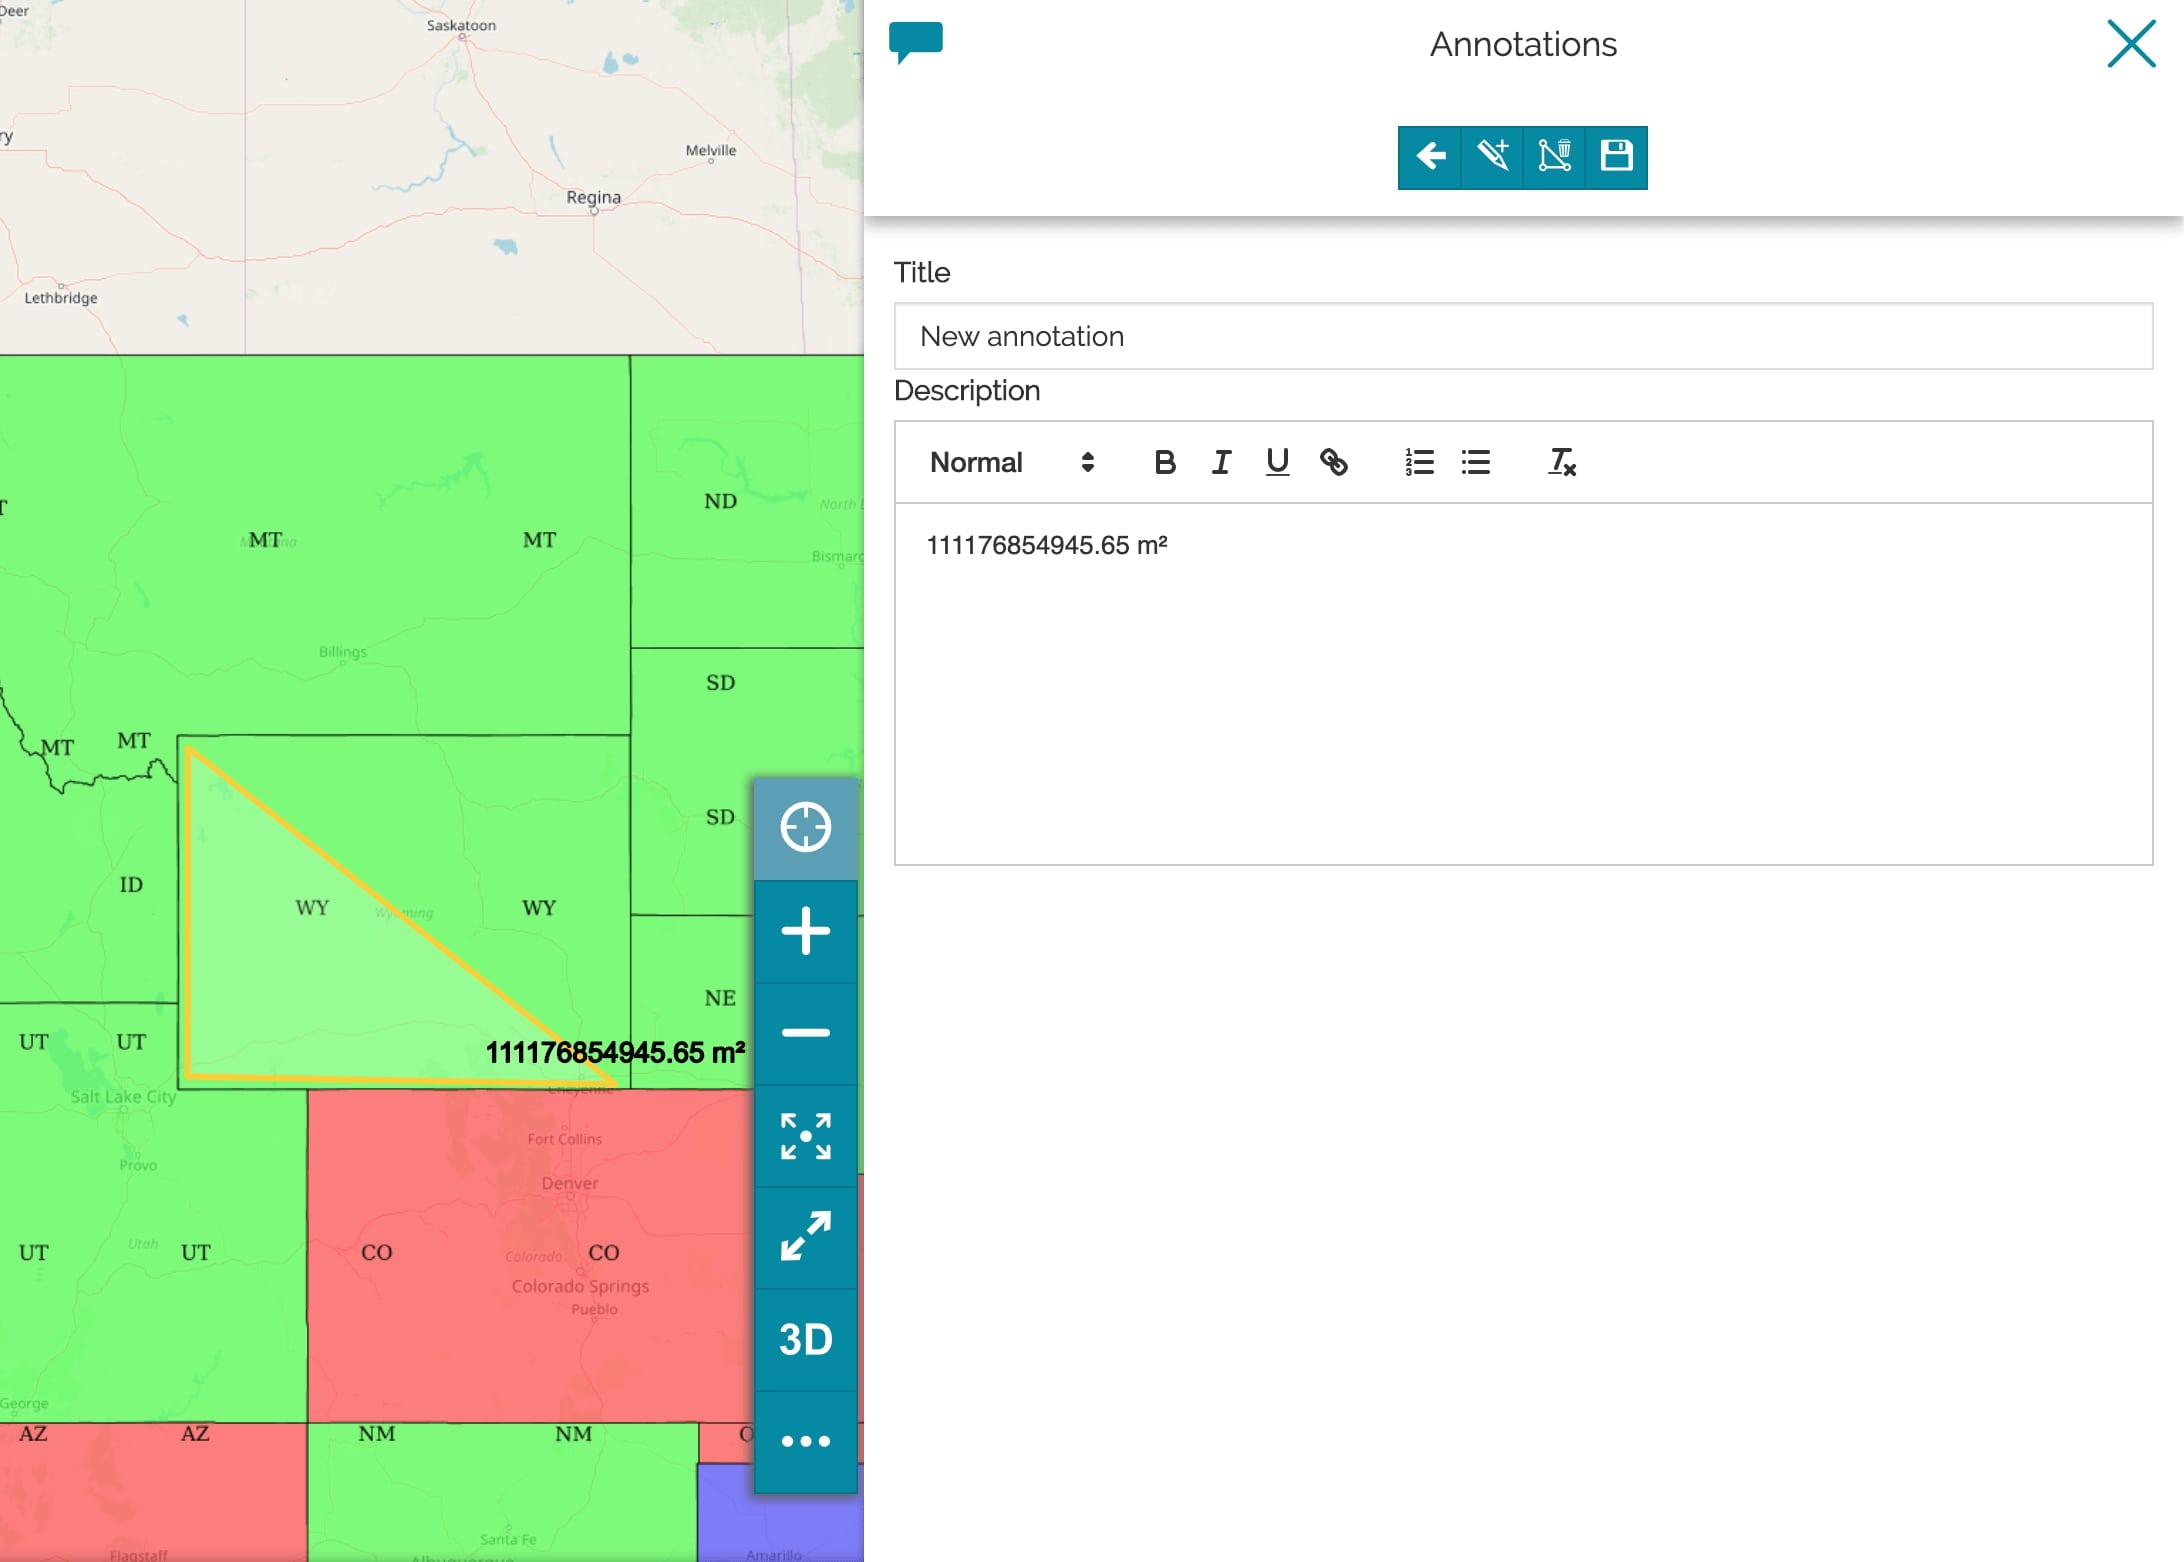 Deer
Saskatoon
Annotations
ry
Melville
Regina
Title
Lethbridge
New annotation
Description
Normal
B I U
111176854945.65 m²
ND
North
T
MT
MT
Bismarc
Billings
SD
MT
MT
SD
ID
WY
Wyoming
WY
NE
UT
UT
111176854945.65 m²
Cheyenne
Salt Lake City
Fort Collins
Provo
Denver
UT
Utah
UT
CO
Colorado
CO
Colorado Springs
Pueblo
3D
George
AZ
AZ
NM
NM
O
Santa Fe
Flagstaff
Albuquerque
Amarillo